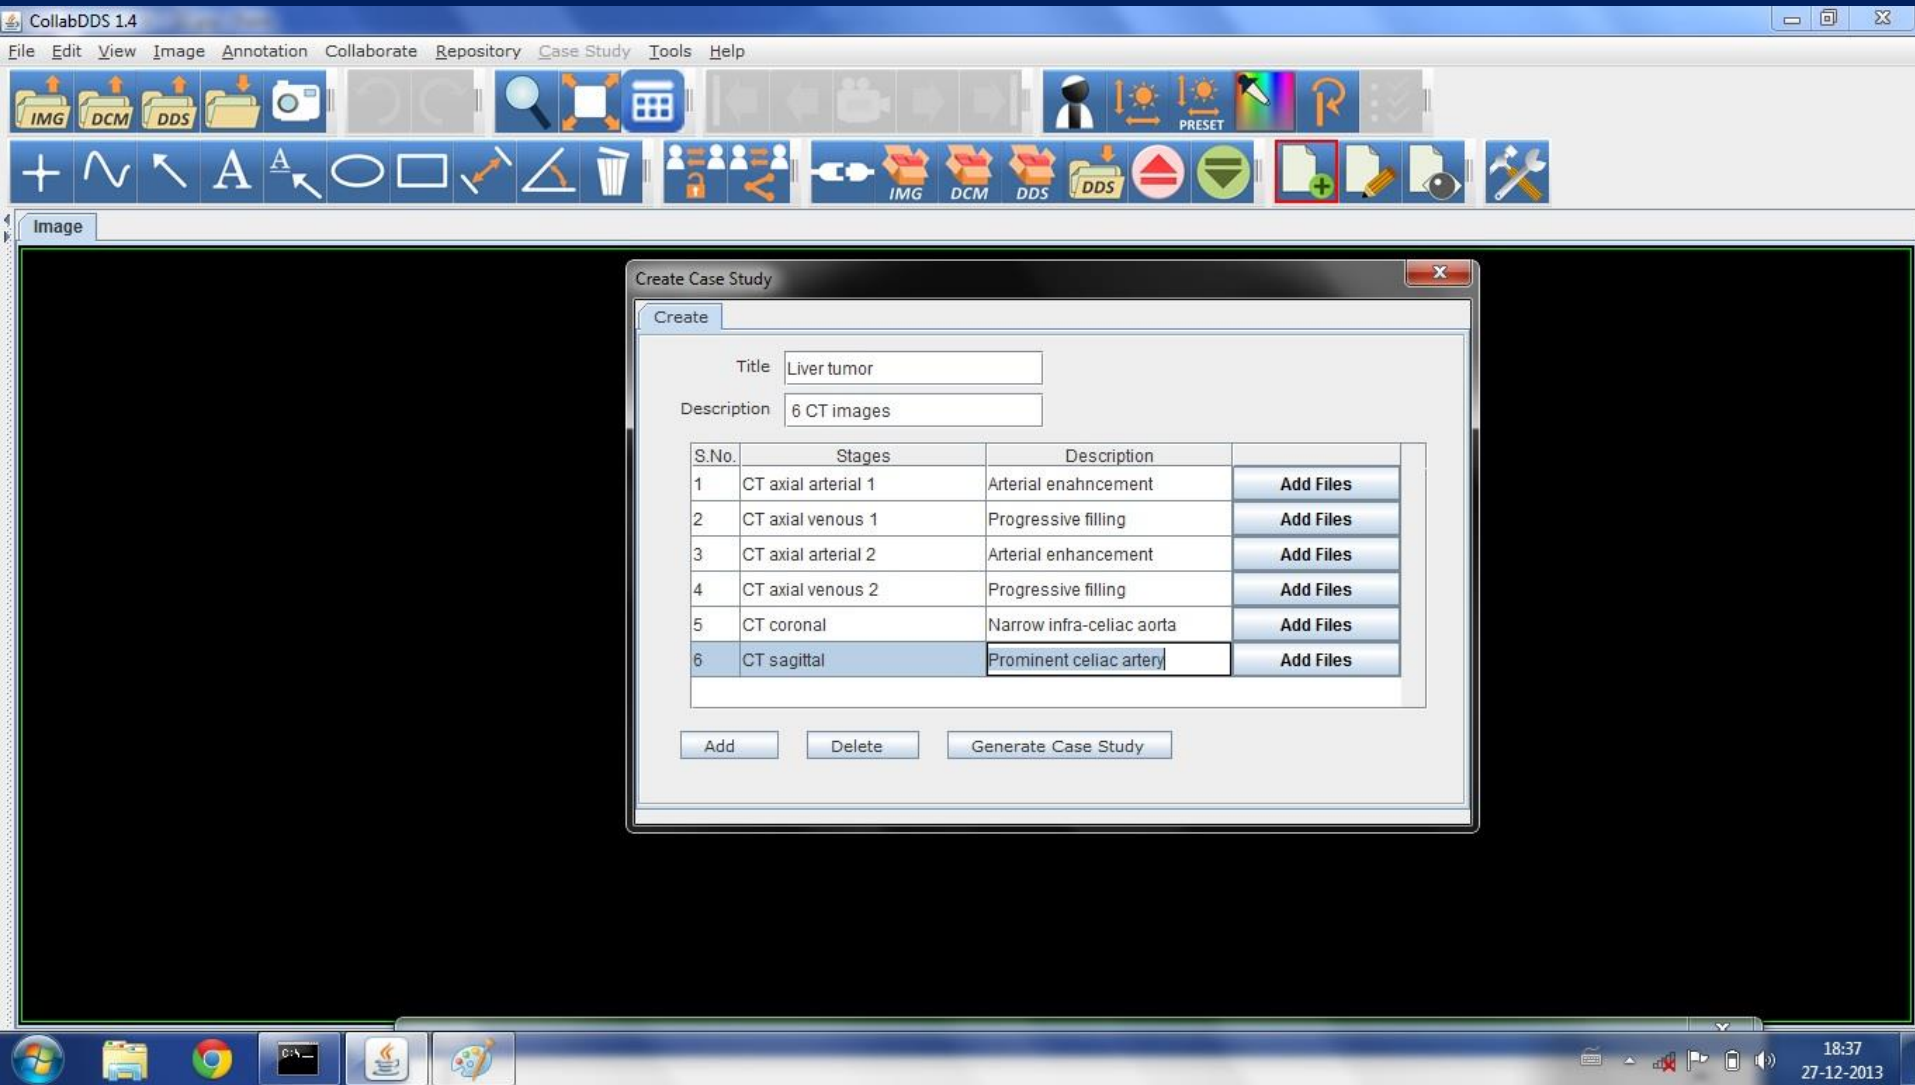 CollabDDS 1.4
File Edit View Image Annotation Collaborate Repository Case Study Tools Help
IMG DCM DDS PRESET
A A IMG DCM DDS DDS
Image
Create Case Study
Create
Title Liver tumor
Description 6 CT images
S.No. Stages Description
1 CT axial arterial 1 Arterial enahncement Add Files
2 CT axial venous 1 Progressive filling Add Files
3 CT axial arterial 2 Arterial enhancement Add Files
4 CT axial venous 2 Progressive filling Add Files
5 CT coronal Narrow infra-celiac aorta Add Files
6 CT sagittal Prominent celiac artery Add Files
Add Delete Generate Case Study
C:\_
18:37
27-12-2013